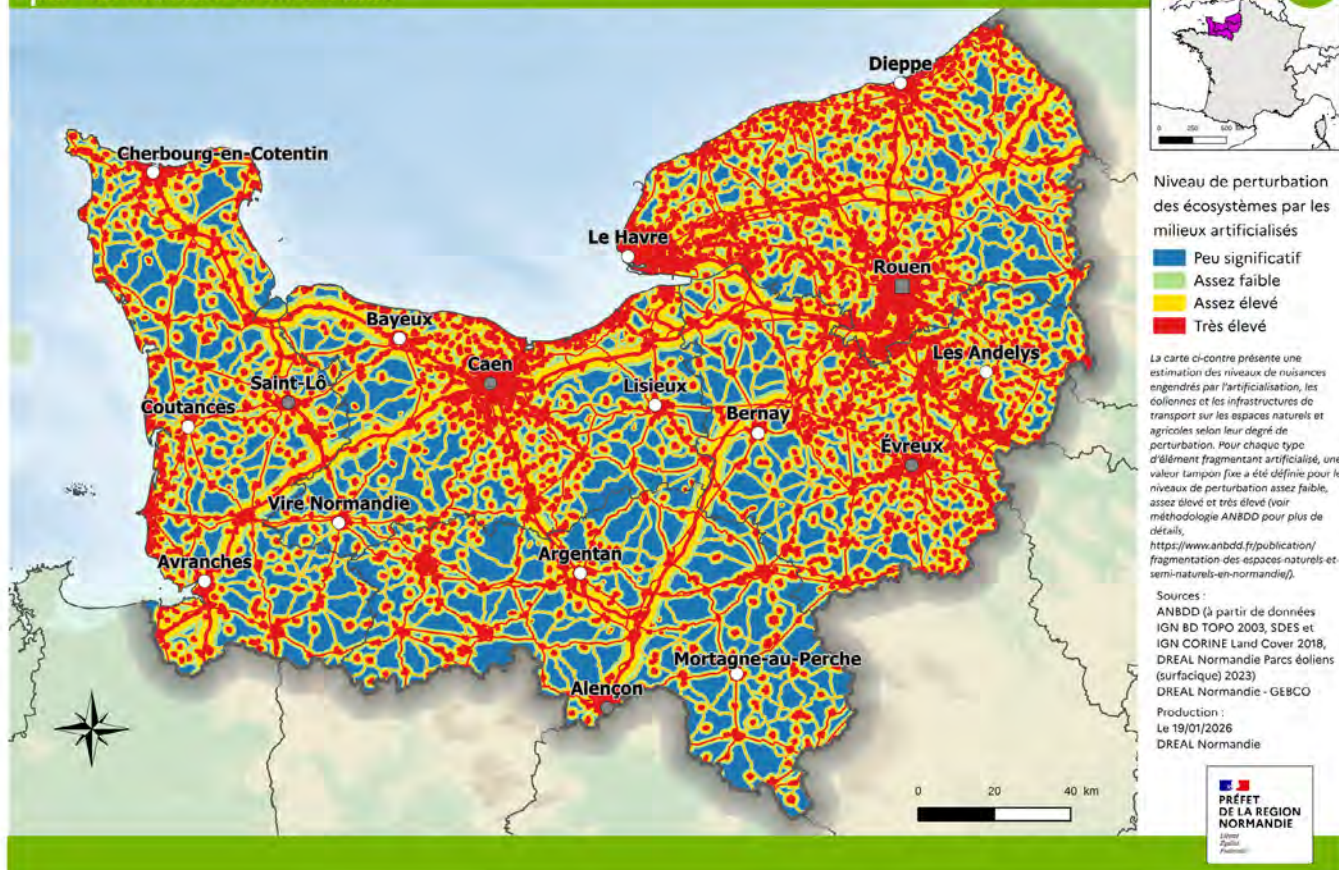 Dieppe
Cherbourg-en-Cotentin
Le Havre
Rouen
Bayeux
Caen
Les Andelys
Saint-Lô
Lisieux
Coutances
Bernay
Évreux
Vire Normandie
Argentan
Avranches
Mortagne-au-Perche
Alençon
0 20 40 km
0 250 500
Niveau de perturbation
des écosystèmes par les
milieux artificialisés
Peu significatif
Assez faible
Assez élevé
Très élevé
La carte ci-contre présente une
estimation des niveaux de nuisances
engendrés par l'artificialisation, les
éoliennes et les infrastructures de
transport sur les espaces naturels et
agricoles selon leur degré de
perturbation. Pour chaque type
d'élément fragmentant artificialisé, une
valeur tampon fixe a été définie pour le
niveaux de perturbation assez faible,
assez élevé et très élevé (voir
méthodologie ANBDD pour plus de
détails,
https://www.anbdd.fr/publication/
fragmentation-des-espaces-naturels-et-
semi-naturels-en-normandie/).
Sources :
ANBDD (à partir de données
IGN BD TOPO 2003, SDES et
IGN CORINE Land Cover 2018,
DREAL Normandie Parcs éoliens
(surfacique) 2023)
DREAL Normandie - GEBCO
Production :
Le 19/01/2026
DREAL Normandie
PRÉFET
DE LA REGION
NORMANDIE
Liberté
Égalité
Fraternité